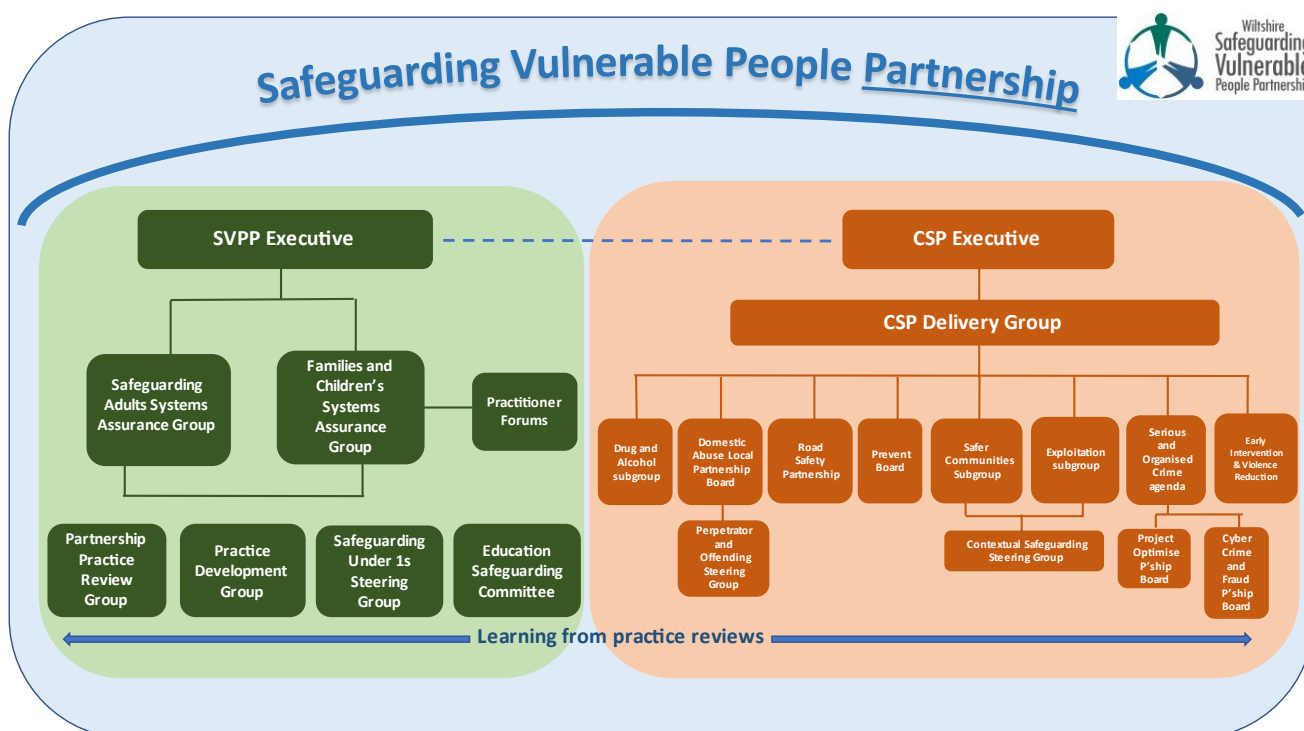 Safeguarding Vulnerable People Partnership
Wiltshire
Safeguarding
Vulnerable
People Partnership
SVPP Executive
CSP Executive
CSP Delivery Group
Safeguarding
Adults Systems
Assurance Group
Families and
Children's
Systems
Assurance
Group
Practitioner
Forums
Drug and
Alcohol
subgroup
Domestic
Abuse Local
Partnership
Board
Road
Safety
Partnership
Prevent
Board
Safer
Communities
Subgroup
Exploitation
subgroup
Serious
and
Organised
Crime
agenda
Early
Intervention
& Violence
Reduction
Partnership
Practice
Review
Group
Practice
Development
Group
Safeguarding
Under 1s
Steering
Group
Education
Safeguarding
Committee
Perpetrator
and
Offending
Steering
Group
Contextual Safeguarding
Steering Group
Project
Optimise
P'ship
Board
Cyber
Crime
and
Fraud
P'ship
Board
Learning from practice reviews